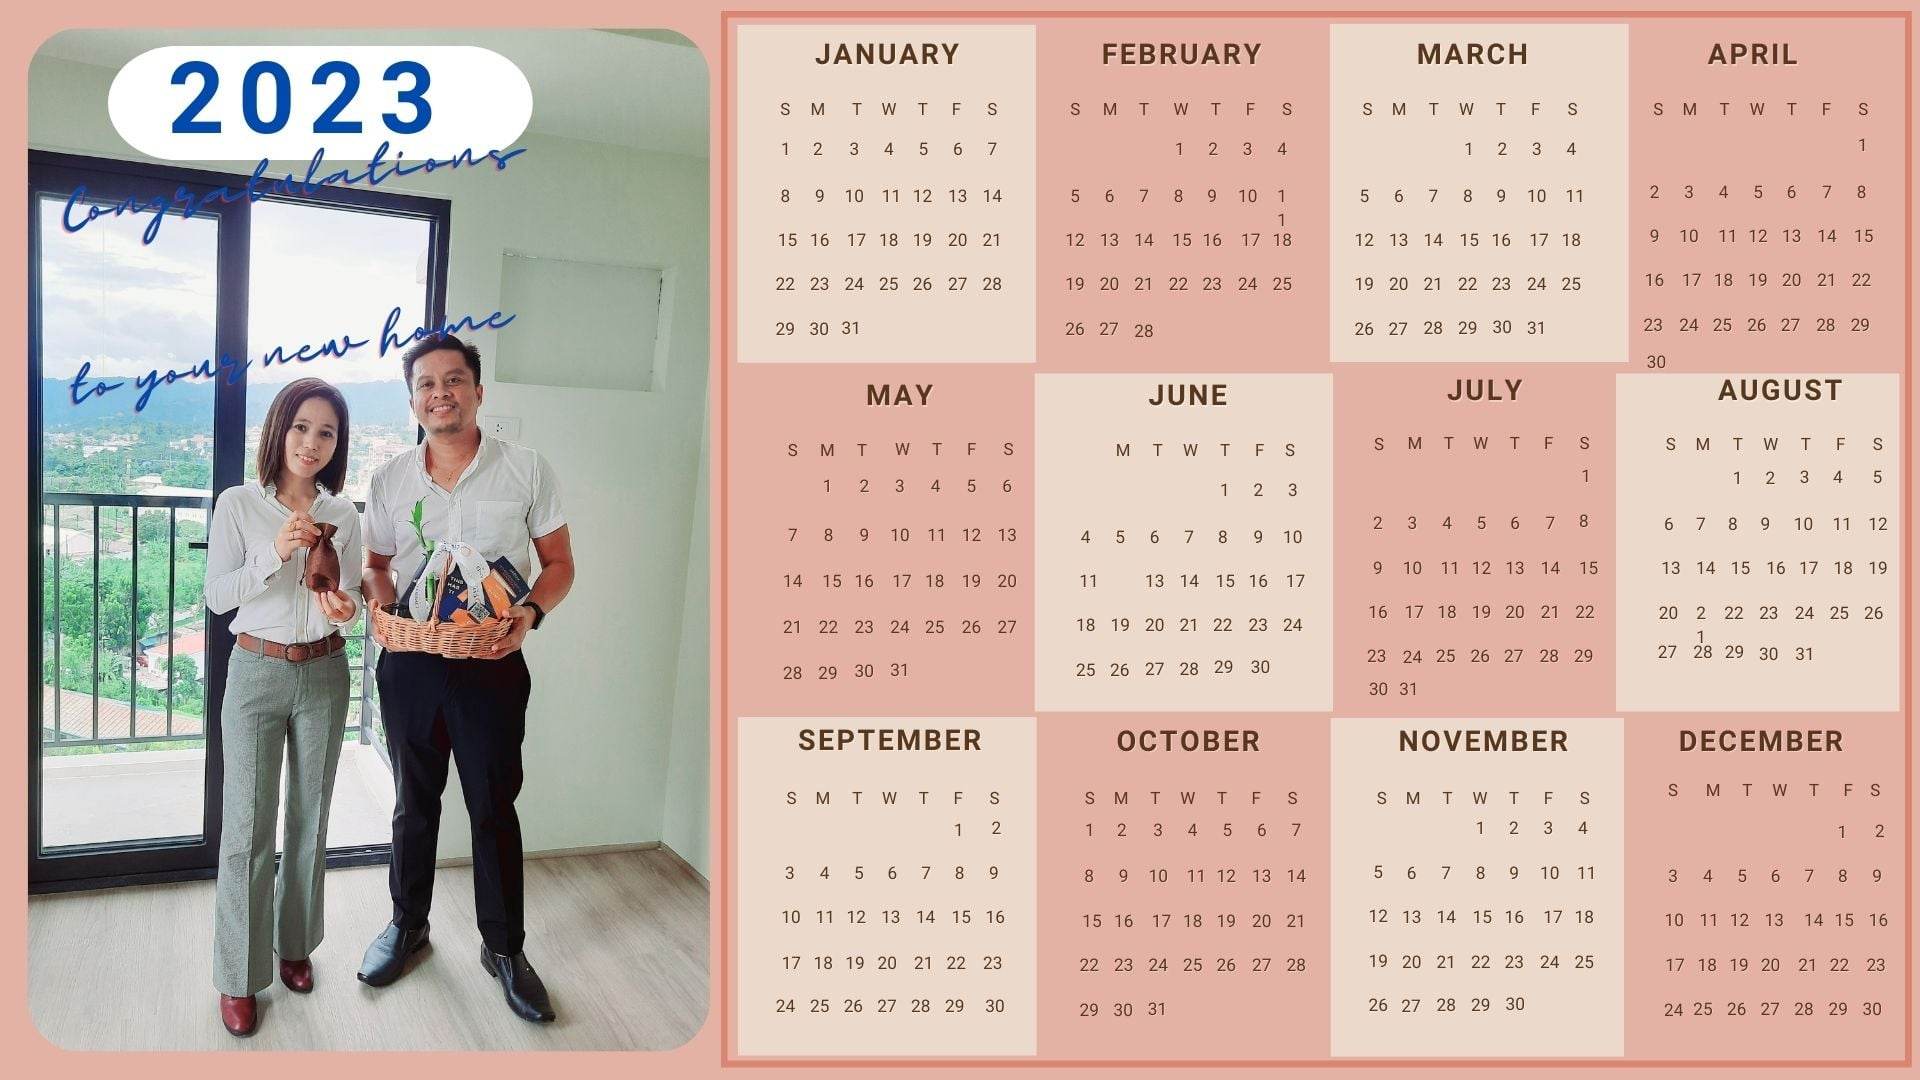 2023
Congratulations
to your new home
JANUARY
S M T W T F S
1 2 3 4 5 6 7
8 9 10 11 12 13 14
15 16 17 18 19 20 21
22 23 24 25 26 27 28
29 30 31
FEBRUARY
S M T W T F S
1 2 3 4
5 6 7 8 9 10 1
1
12 13 14 15 16 17 18
19 20 21 22 23 24 25
26 27 28
MARCH
S M T W T F S
1 2 3 4
5 6 7 8 9 10 11
12 13 14 15 16 17 18
19 20 21 22 23 24 25
26 27 28 29 30 31
APRIL
S M T W T F S
1
2 3 4 5 6 7 8
9 10 11 12 13 14 15
16 17 18 19 20 21 22
23 24 25 26 27 28 29
30
MAY
S M T W T F S
1 2 3 4 5 6
7 8 9 10 11 12 13
14 15 16 17 18 19 20
21 22 23 24 25 26 27
28 29 30 31
JUNE
M T W T F S
1 2 3
4 5 6 7 8 9 10
11 13 14 15 16 17
18 19 20 21 22 23 24
25 26 27 28 29 30
JULY
S M T W T F S
1
2 3 4 5 6 7 8
9 10 11 12 13 14 15
16 17 18 19 20 21 22
23 24 25 26 27 28 29
30 31
AUGUST
S M T W T F S
1 2 3 4 5
6 7 8 9 10 11 12
13 14 15 16 17 18 19
20 2 22 23 24 25 26
1
27 28 29 30 31
SEPTEMBER
S M T W T F S
1 2
3 4 5 6 7 8 9
10 11 12 13 14 15 16
17 18 19 20 21 22 23
24 25 26 27 28 29 30
OCTOBER
S M T W T F S
1 2 3 4 5 6 7
8 9 10 11 12 13 14
15 16 17 18 19 20 21
22 23 24 25 26 27 28
29 30 31
NOVEMBER
S M T W T F S
1 2 3 4
5 6 7 8 9 10 11
12 13 14 15 16 17 18
19 20 21 22 23 24 25
26 27 28 29 30
DECEMBER
S M T W T F S
1 2
3 4 5 6 7 8 9
10 11 12 13 14 15 16
17 18 19 20 21 22 23
24 25 26 27 28 29 30